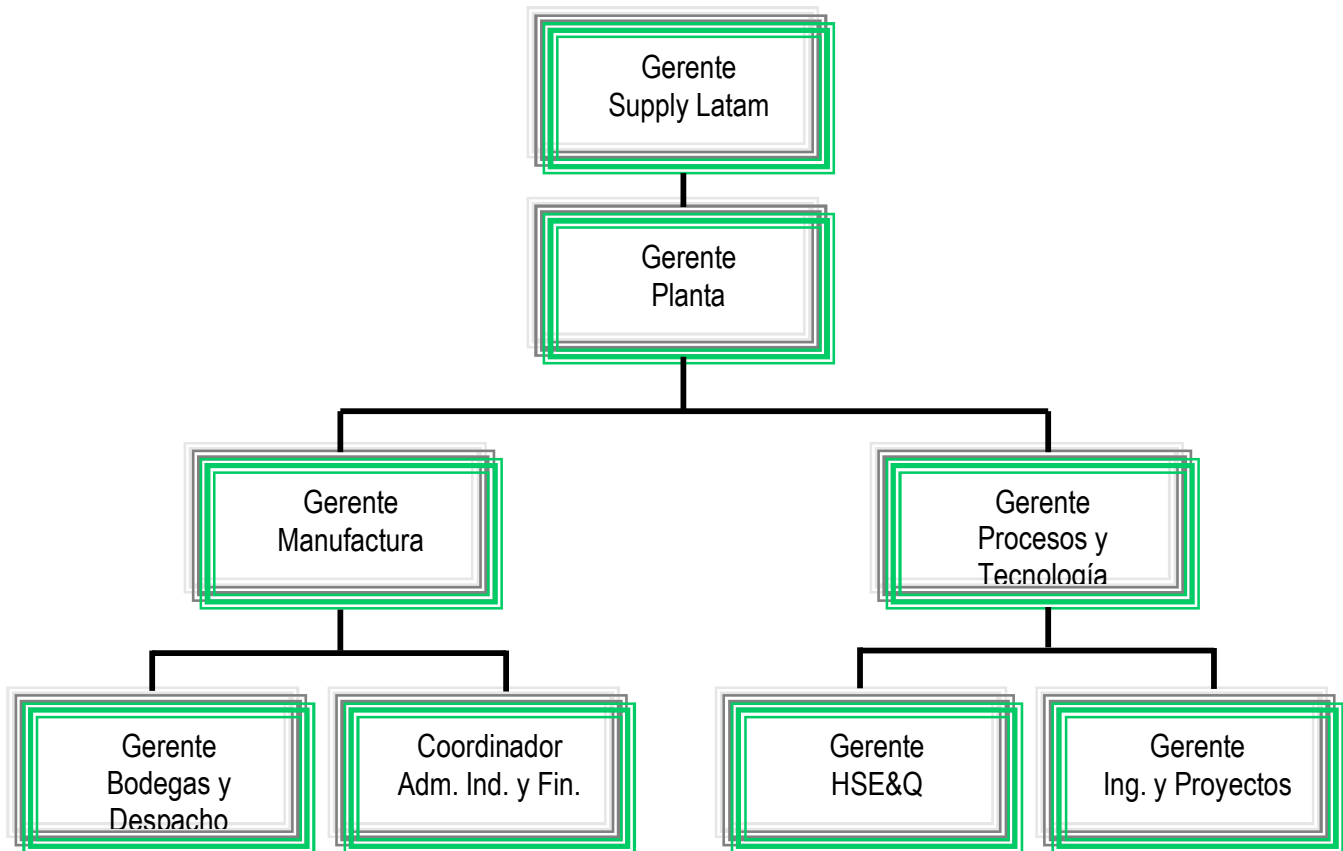 Gerente
Supply Latam
Gerente
Planta
Gerente
Manufactura
Gerente
Procesos y
Tecnología
Gerente
Bodegas y
Despacho
Coordinador
Adm. Ind. y Fin.
Gerente
HSE&Q
Gerente
Ing. y Proyectos